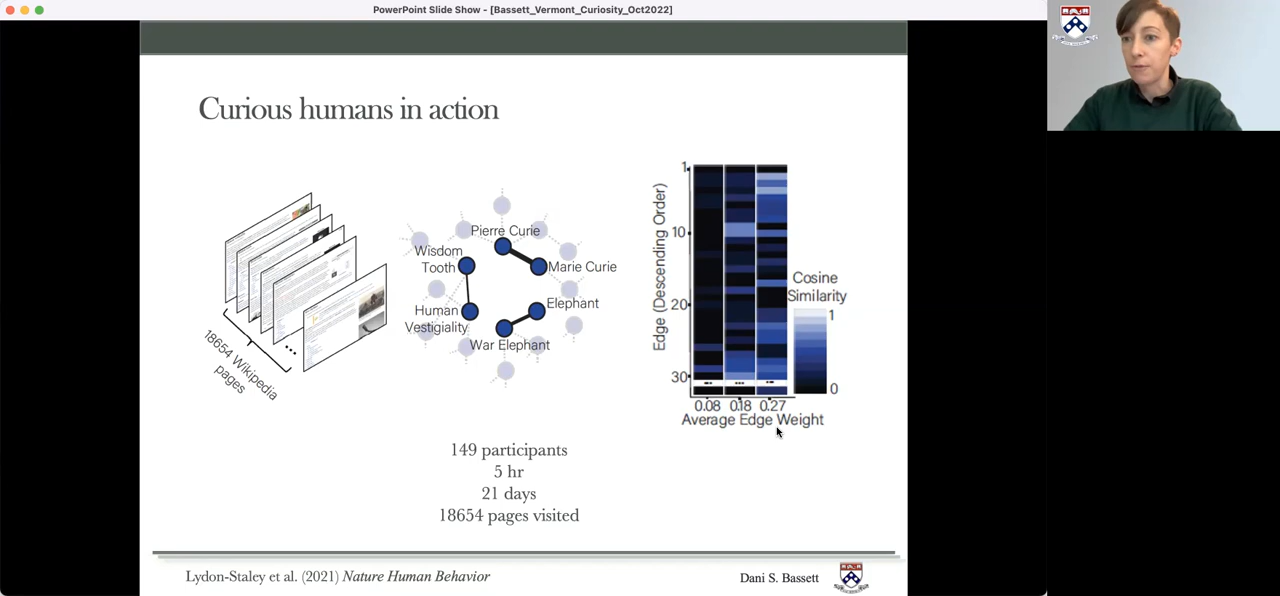 PowerPoint Slide Show - [Bassett_Vermont_Curiosity_Oct2022]
Curious humans in action
18654 Wikipedia
pages
Pierre Curie
Wisdom
Tooth
Marie Curie
Elephant
Human
Vestigiality
War Elephant
Edge (Descending Order)
1
10
20
30
0.08 0.18 0.27
Average Edge Weight
Cosine
Similarity
1
0
149 participants
5 hr
21 days
18654 pages visited
Lydon-Staley et al. (2021) Nature Human Behavior
Dani S. Bassett